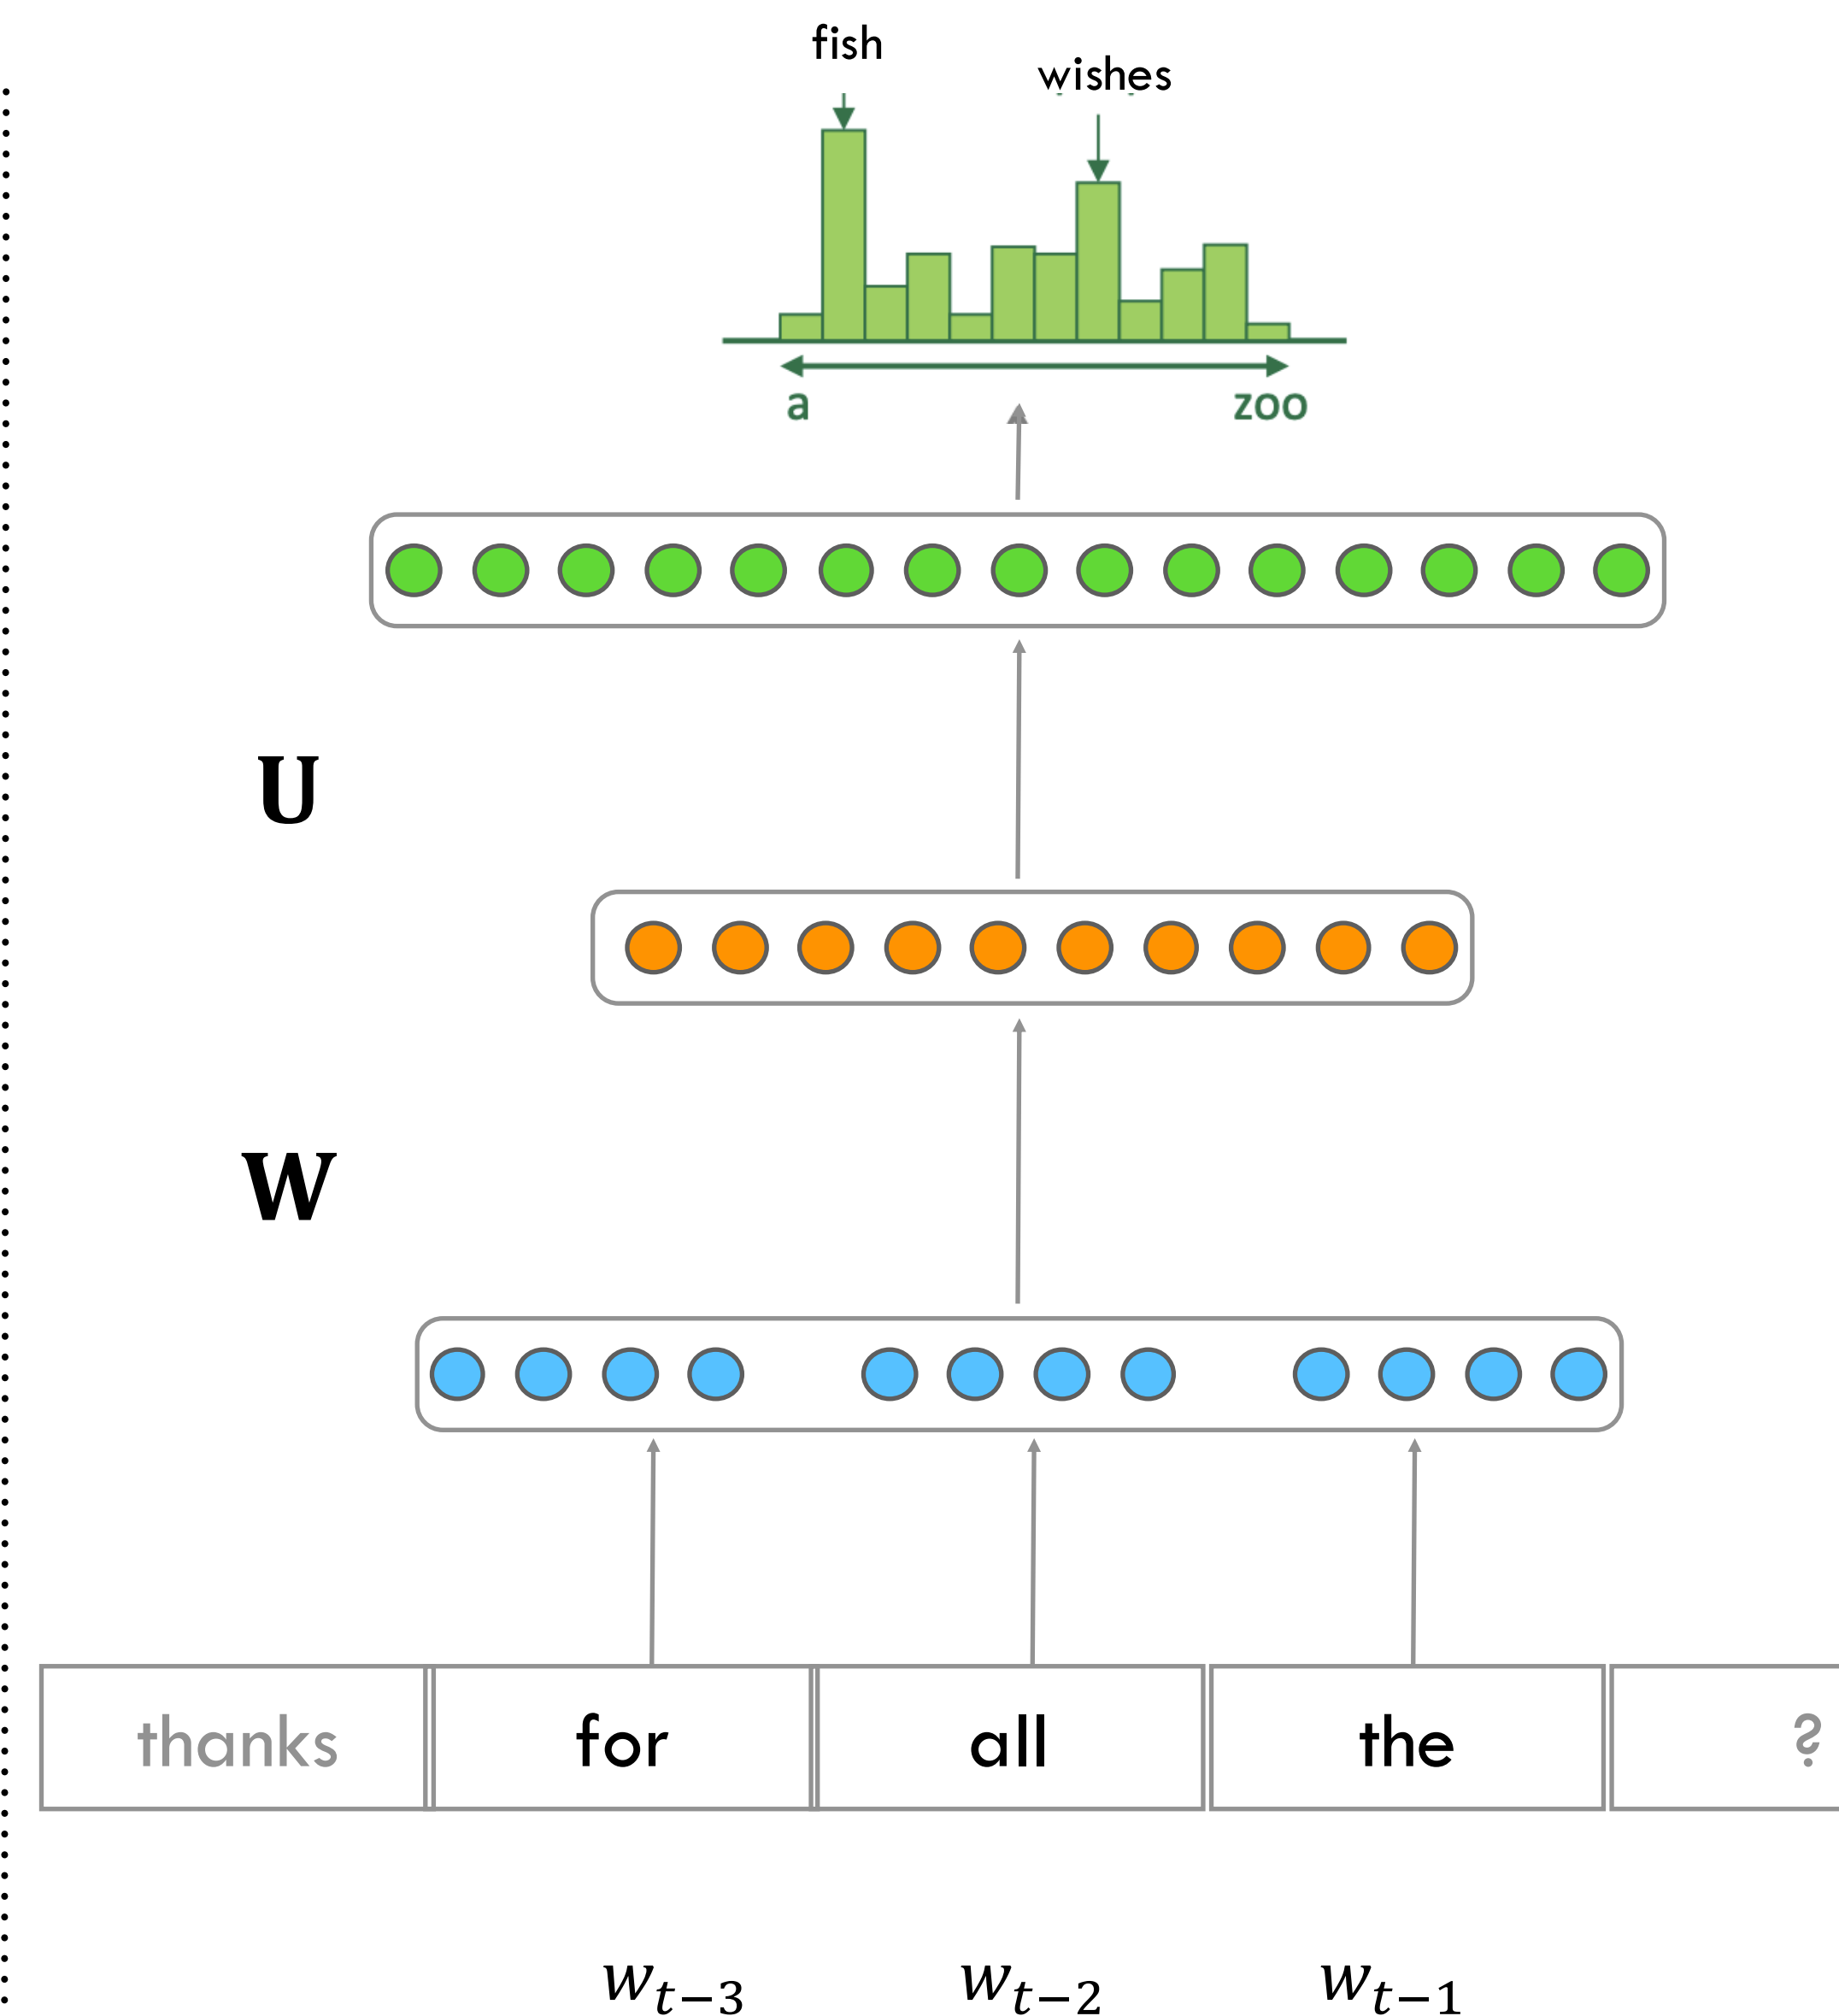 fish
wishes
a zoo
U
W
thanks for all the ?
w_{t−3} w_{t−2} w_{t−1}